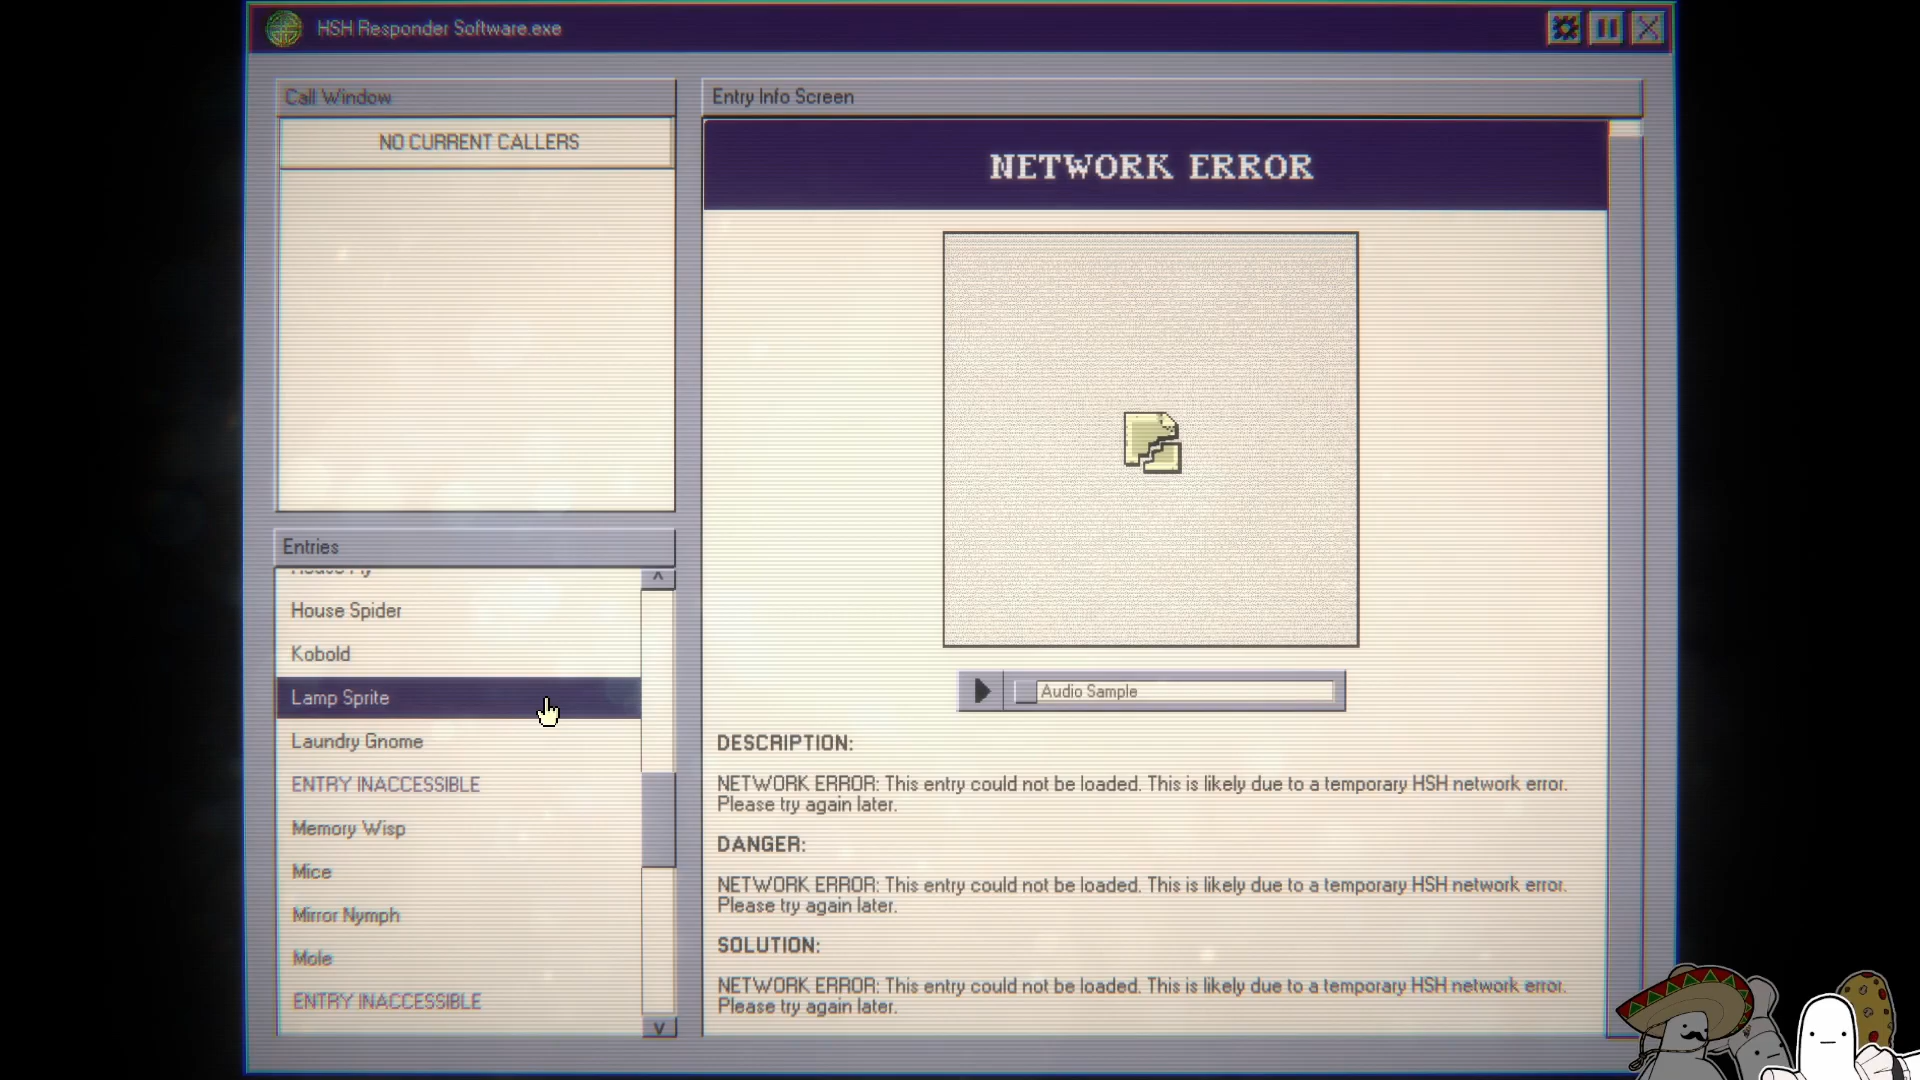 HSH Responder Software.exe
Call Window
NO CURRENT CALLERS
Entries
House Spider
Kobold
Lamp Sprite
Laundry Gnome
ENTRY INACCESSIBLE
Memory Wisp
Mice
Mirror Nymph
Mole
ENTRY INACCESSIBLE
Entry Info Screen
NETWORK ERROR
Audio Sample
DESCRIPTION:
NETWORK ERROR: This entry could not be loaded. This is likely due to a temporary HSH network error.
Please try again later.
DANGER:
NETWORK ERROR: This entry could not be loaded. This is likely due to a temporary HSH network error.
Please try again later.
SOLUTION:
NETWORK ERROR: This entry could not be loaded. This is likely due to a temporary HSH network error.
Please try again later.